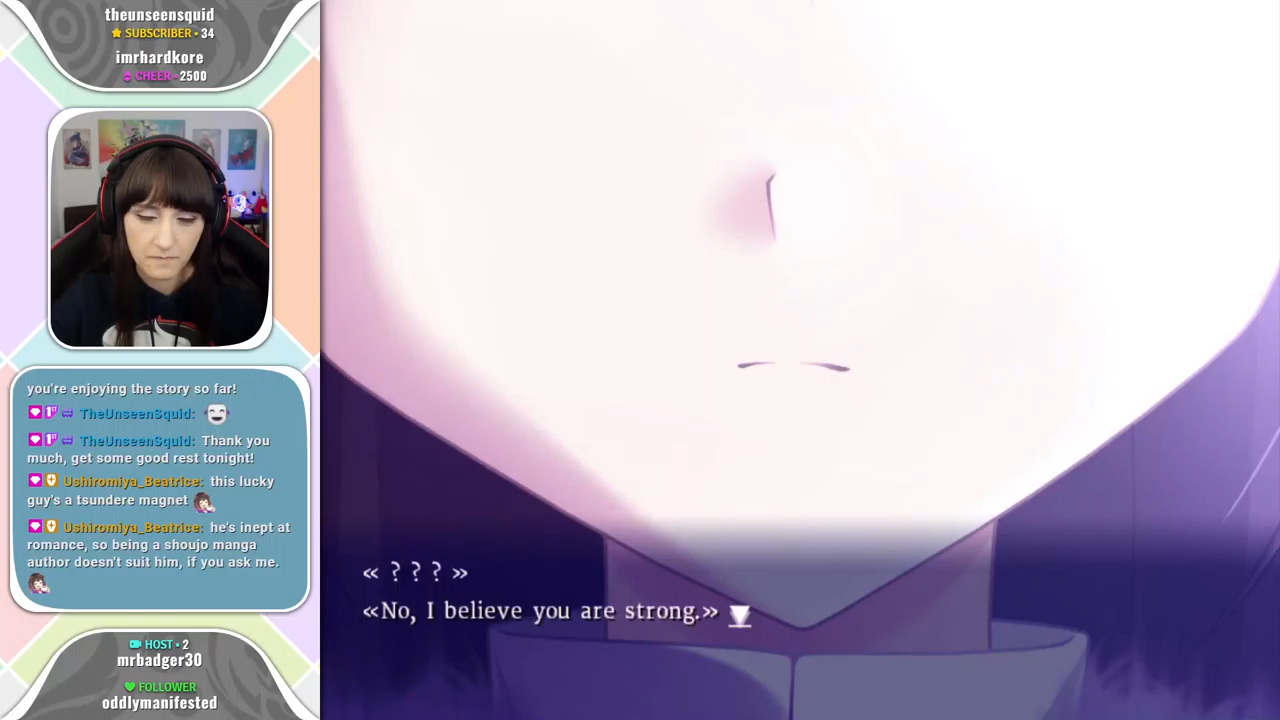 theunseensquid
SUBSCRIBER • 34
imrhardkore
CHEER • 2500
you're enjoying the story so far!
TheUnseenSquid:
TheUnseenSquid: Thank you
much, get some good rest tonight!
Ushiromiya_Beatrice: this lucky
guy's a tsundere magnet
Ushiromiya_Beatrice: he's inept at
romance, so being a shoujo manga
author doesn't suit him, if you ask me.
HOST • 2
mrbadger30
FOLLOWER
oddlymanifested
« ? ? ? »
«No, I believe you are strong.»